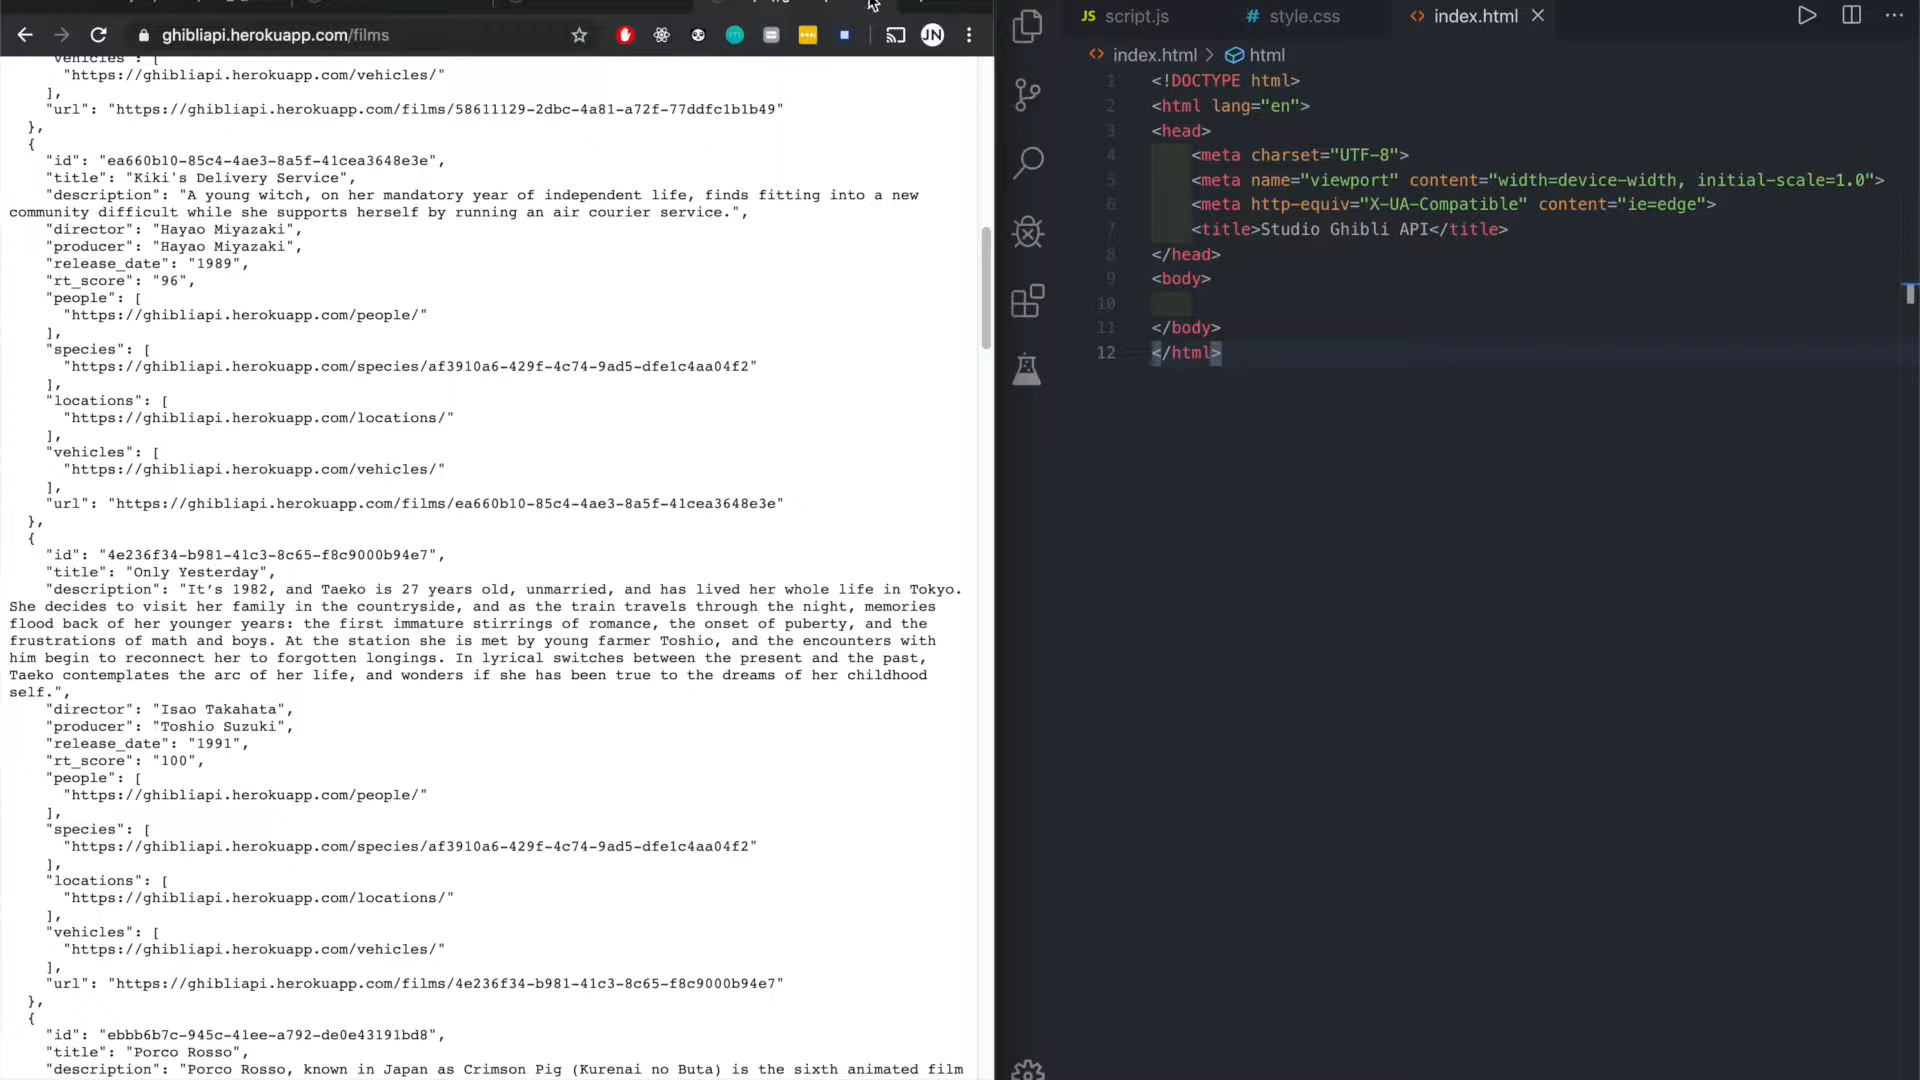 ghibliapi.herokuapp.com/films
JN
"vehicles": [
"https://ghibliapi.herokuapp.com/vehicles/"
],
"url": "https://ghibliapi.herokuapp.com/films/58611129-2dbc-4a81-a72f-77ddfc1b1b49"
},
{
"id": "ea660b10-85c4-4ae3-8a5f-41cea3648e3e",
"title": "Kiki's Delivery Service",
"description": "A young witch, on her mandatory year of independent life, finds fitting into a new
community difficult while she supports herself by running an air courier service.",
"director": "Hayao Miyazaki",
"producer": "Hayao Miyazaki",
"release_date": "1989",
"rt_score": "96",
"people": [
"https://ghibliapi.herokuapp.com/people/"
],
"species": [
"https://ghibliapi.herokuapp.com/species/af3910a6-429f-4c74-9ad5-dfe1c4aa04f2"
],
"locations": [
"https://ghibliapi.herokuapp.com/locations/"
],
"vehicles": [
"https://ghibliapi.herokuapp.com/vehicles/"
],
"url": "https://ghibliapi.herokuapp.com/films/ea660b10-85c4-4ae3-8a5f-41cea3648e3e"
},
{
"id": "4e236f34-b981-41c3-8c65-f8c9000b94e7",
"title": "Only Yesterday",
"description": "It’s 1982, and Taeko is 27 years old, unmarried, and has lived her whole life in Tokyo.
She decides to visit her family in the countryside, and as the train travels through the night, memories
flood back of her younger years: the first immature stirrings of romance, the onset of puberty, and the
frustrations of math and boys. At the station she is met by young farmer Toshio, and the encounters with
him begin to reconnect her to forgotten longings. In lyrical switches between the present and the past,
Taeko contemplates the arc of her life, and wonders if she has been true to the dreams of her childhood
self.",
"director": "Isao Takahata",
"producer": "Toshio Suzuki",
"release_date": "1991",
"rt_score": "100",
"people": [
"https://ghibliapi.herokuapp.com/people/"
],
"species": [
"https://ghibliapi.herokuapp.com/species/af3910a6-429f-4c74-9ad5-dfe1c4aa04f2"
],
"locations": [
"https://ghibliapi.herokuapp.com/locations/"
],
"vehicles": [
"https://ghibliapi.herokuapp.com/vehicles/"
],
"url": "https://ghibliapi.herokuapp.com/films/4e236f34-b981-41c3-8c65-f8c9000b94e7"
},
{
"id": "ebbb6b7c-945c-41ee-a792-de0e43191bd8",
"title": "Porco Rosso",
"description": "Porco Rosso, known in Japan as Crimson Pig (Kurenai no Buta) is the sixth animated film
JS script.js # style.css <> index.html
<> index.html > html
1 <!DOCTYPE html>
2 <html lang="en">
3 <head>
4 <meta charset="UTF-8">
5 <meta name="viewport" content="width=device-width, initial-scale=1.0">
6 <meta http-equiv="X-UA-Compatible" content="ie=edge">
7 <title>Studio Ghibli API</title>
8 </head>
9 <body>
10
11 </body>
12 </html>